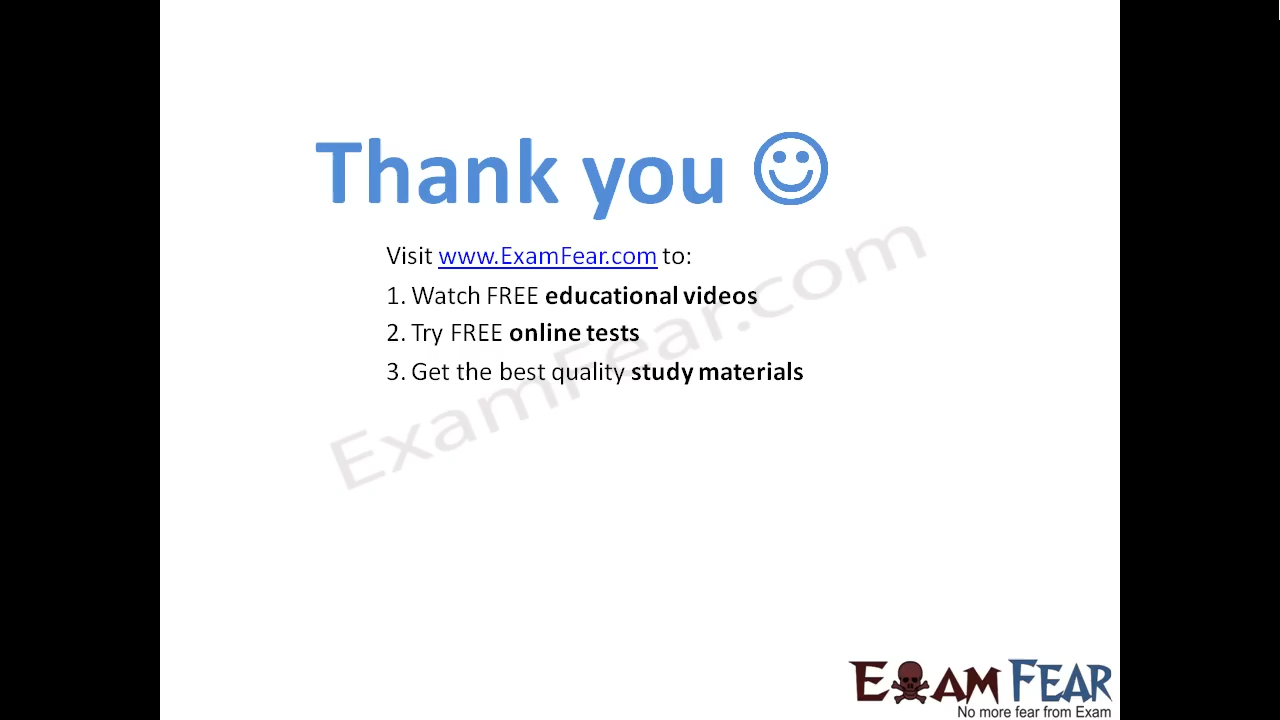 Thank you ☺
Visit www.ExamFear.com to:
1. Watch FREE educational videos
2. Try FREE online tests
3. Get the best quality study materials
ExamFear.com
EXAM FEAR
No more fear from Exam